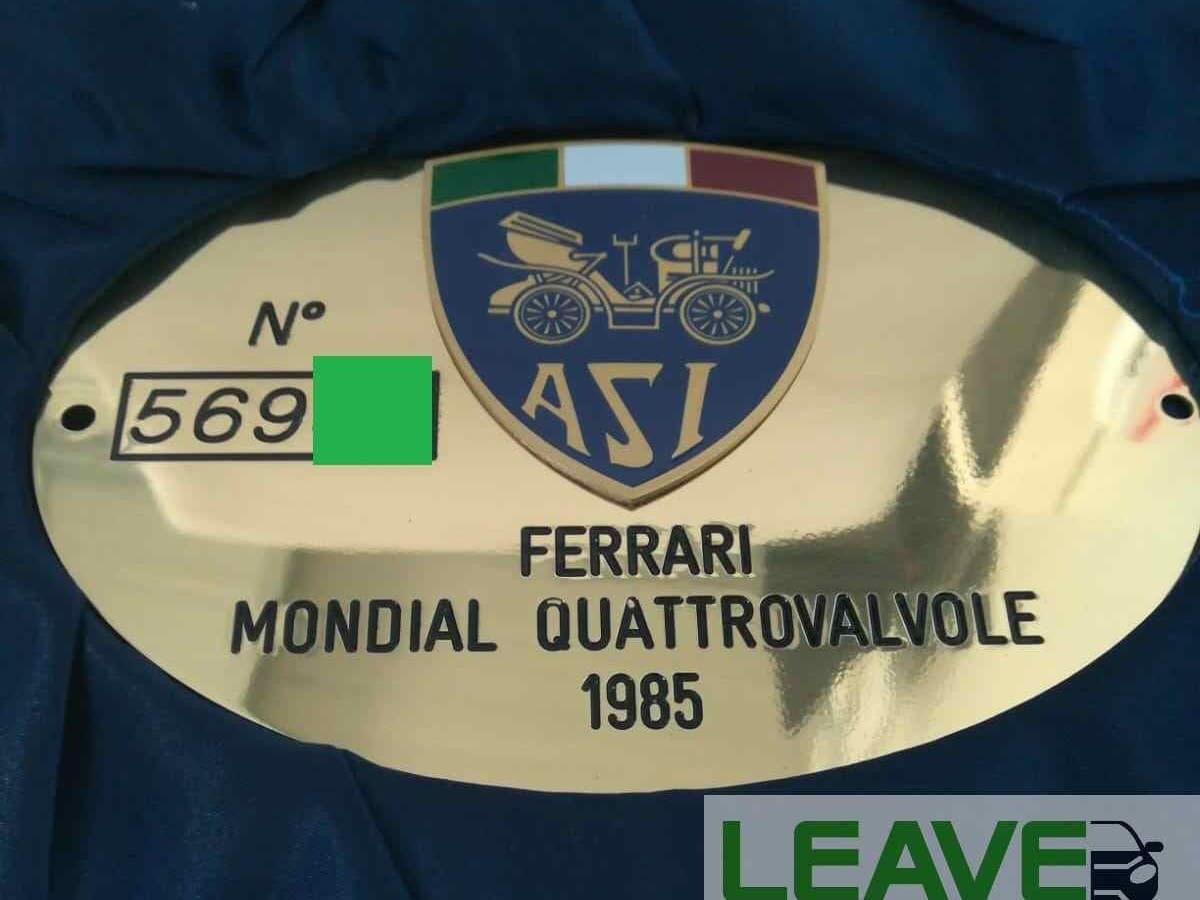 ASI
N°
569
FERRARI
MONDIAL QUATTROVALVOLE
1985
LEAVE